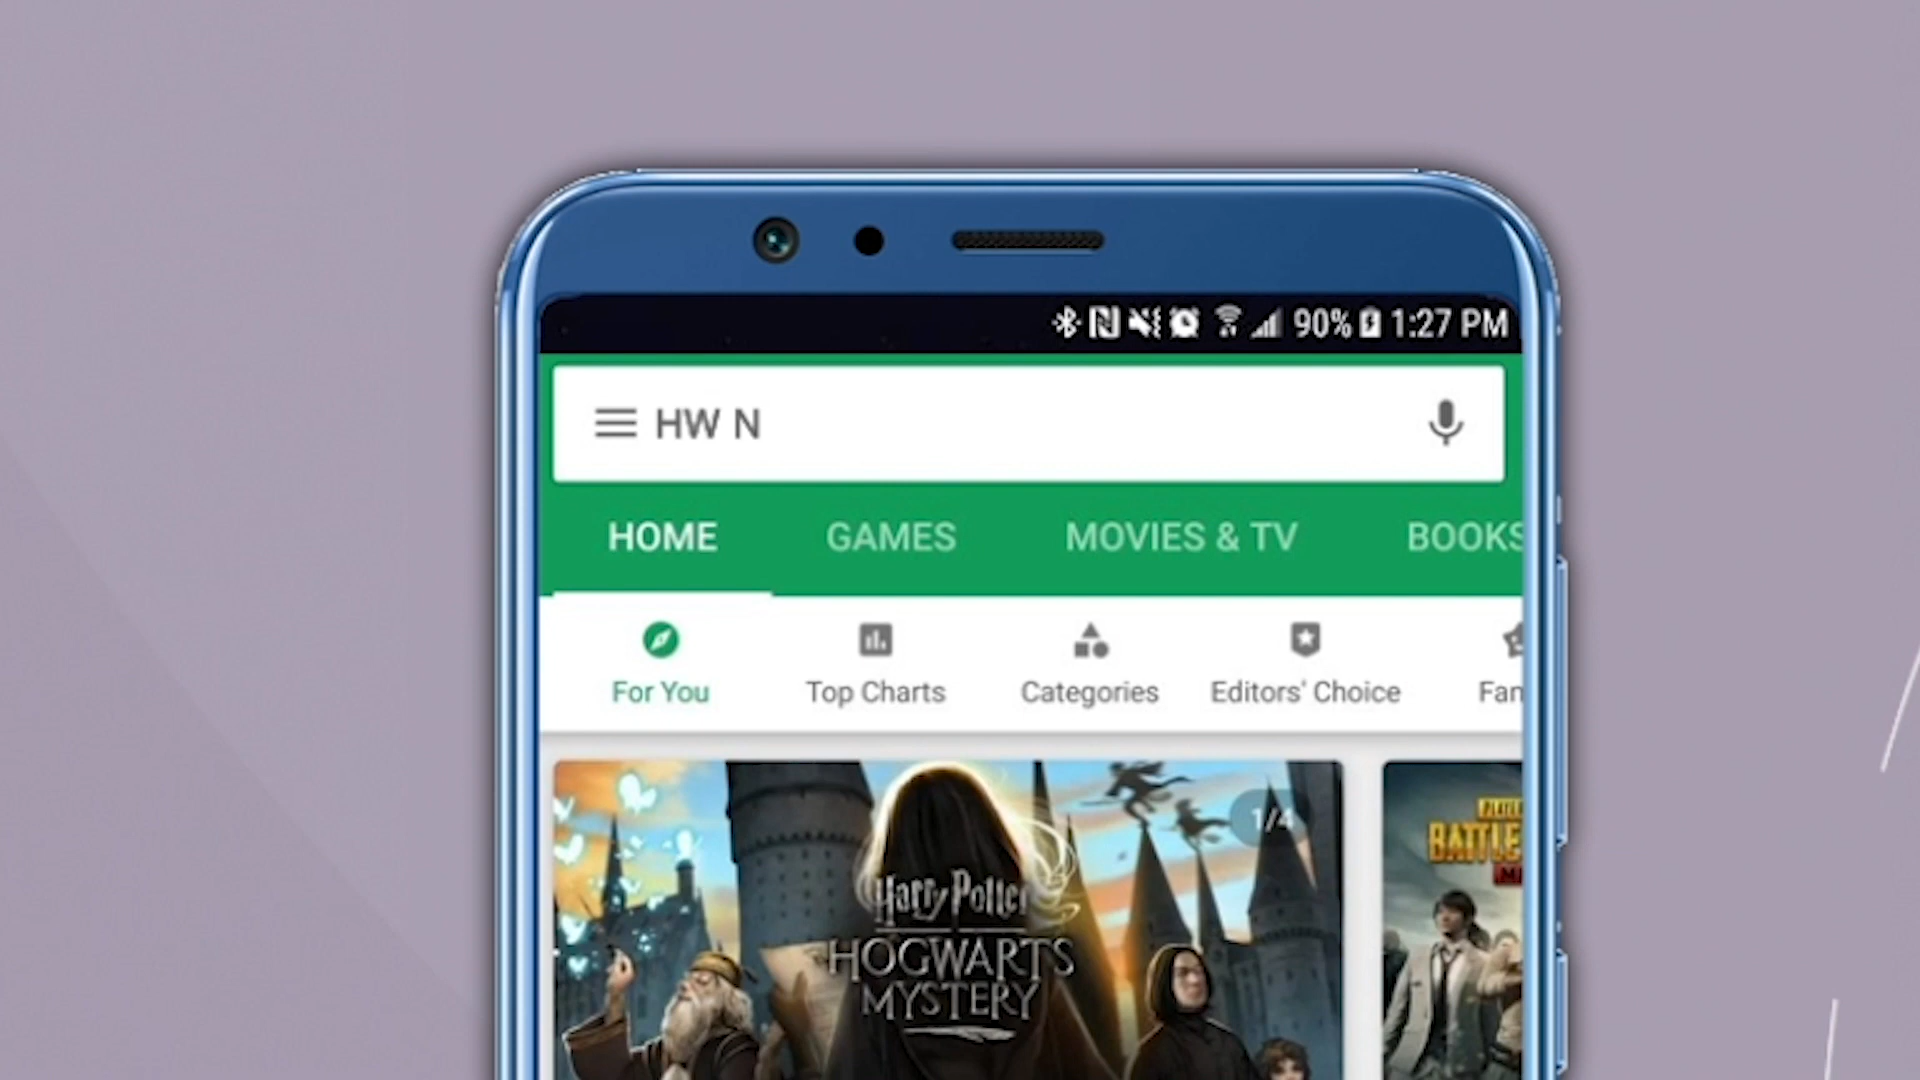 90% 1:27 PM
HW N
HOME GAMES MOVIES & TV BOOKS
For You Top Charts Categories Editors' Choice Fam
1/4
Harry Potter
HOGWARTS
MYSTERY
BATTLE